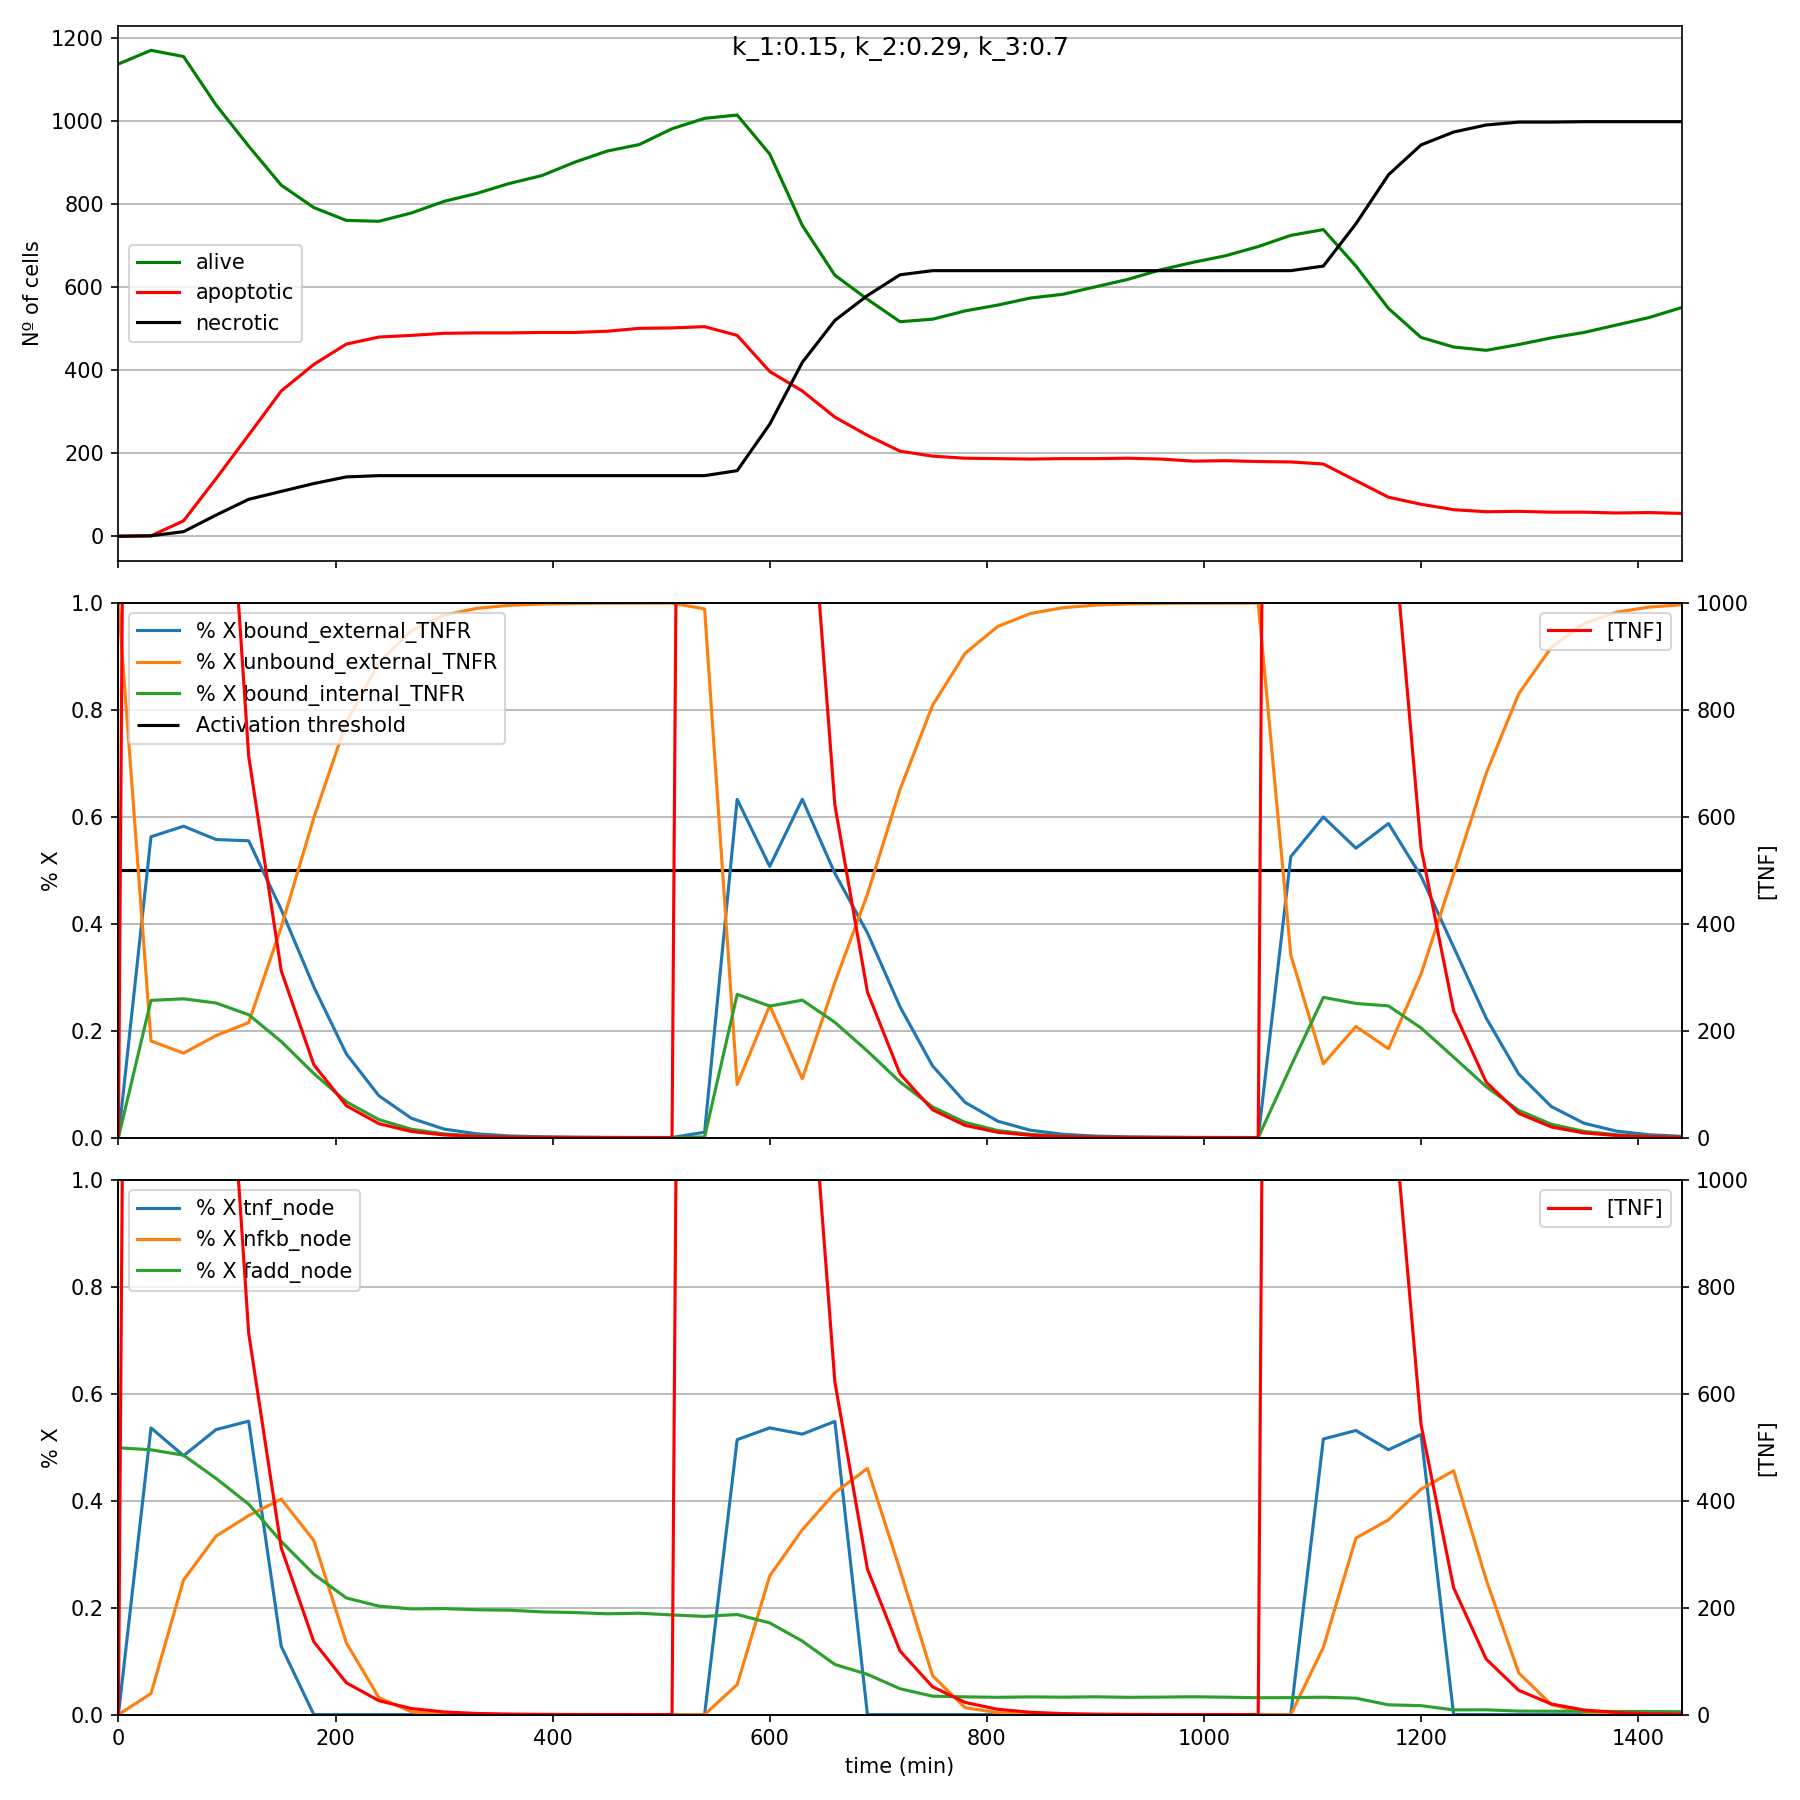 k_1:0.15, k_2:0.29, k_3:0.7
1200
1000
800
600
400
200
0
Nº of cells
alive
apoptotic
necrotic
1.0
0.8
0.6
0.4
0.2
0.0
% X
% X bound_external_TNFR
% X unbound_external_TNFR
% X bound_internal_TNFR
Activation threshold
[TNF]
1000
800
600
400
200
0
[TNF]
1.0
0.8
0.6
0.4
0.2
0.0
% X
% X tnf_node
% X nfkb_node
% X fadd_node
[TNF]
1000
800
600
400
200
0
[TNF]
0 200 400 600 800 1000 1200 1400
time (min)